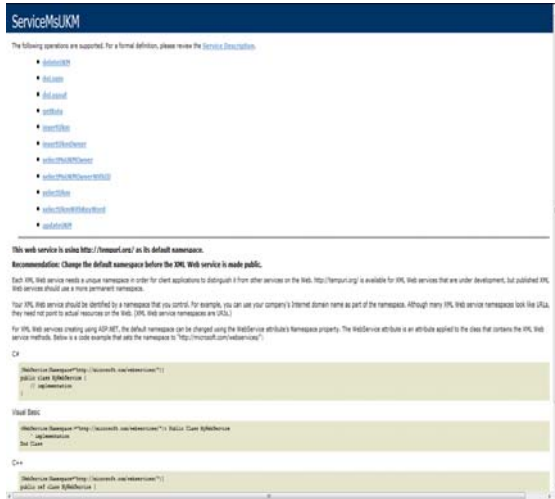 ServiceMsUKM
The following operations are supported. For a formal definition, please review the Service Description.
deleteUKM
doLogin
doLogout
getData
insertUkm
insertUkmOwner
selectMsUKMOwner
selectMsUKMOwnerWithID
selectUkm
selectUkmWithKeyWord
updateUKM
This web service is using http://tempuri.org/ as its default namespace.
Recommendation: Change the default namespace before the XML Web service is made public.
Each XML Web service needs a unique namespace in order for client applications to distinguish it from other services on the Web. http://tempuri.org/ is available for XML Web services that are under development, but published XML
Web services should use a more permanent namespace.
Your XML Web service should be identified by a namespace that you control. For example, you can use your company's Internet domain name as part of the namespace. Although many XML Web service namespaces look like URLs,
they need not point to actual resources on the Web. (XML Web service namespaces are URIs.)
For XML Web services creating using ASP.NET, the default namespace can be changed using the WebService attribute's Namespace property. The WebService attribute is an attribute applied to the class that contains the XML Web
service methods. Below is a code example that sets the namespace to "http://microsoft.com/webservices/":
C#
[WebService(Namespace="http://microsoft.com/webservices/")]
public class MyWebService {
// implementation
}
Visual Basic
<WebService(Namespace="http://microsoft.com/webservices/")> Public Class MyWebService
' implementation
End Class
C++
[WebService(Namespace="http://microsoft.com/webservices/")]
public ref class MyWebService {